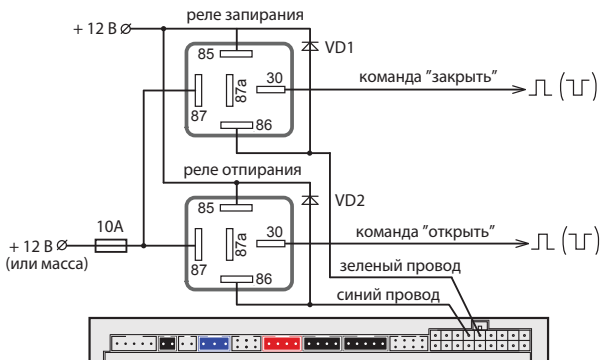 реле запирания
+ 12 В
85
VD1
30
команда "закрыть"
87a
87
86
реле отпирания
VD2
85
10А
30
команда "открыть"
+ 12 В
(или масса)
87a
87
86
зеленый провод
синий провод